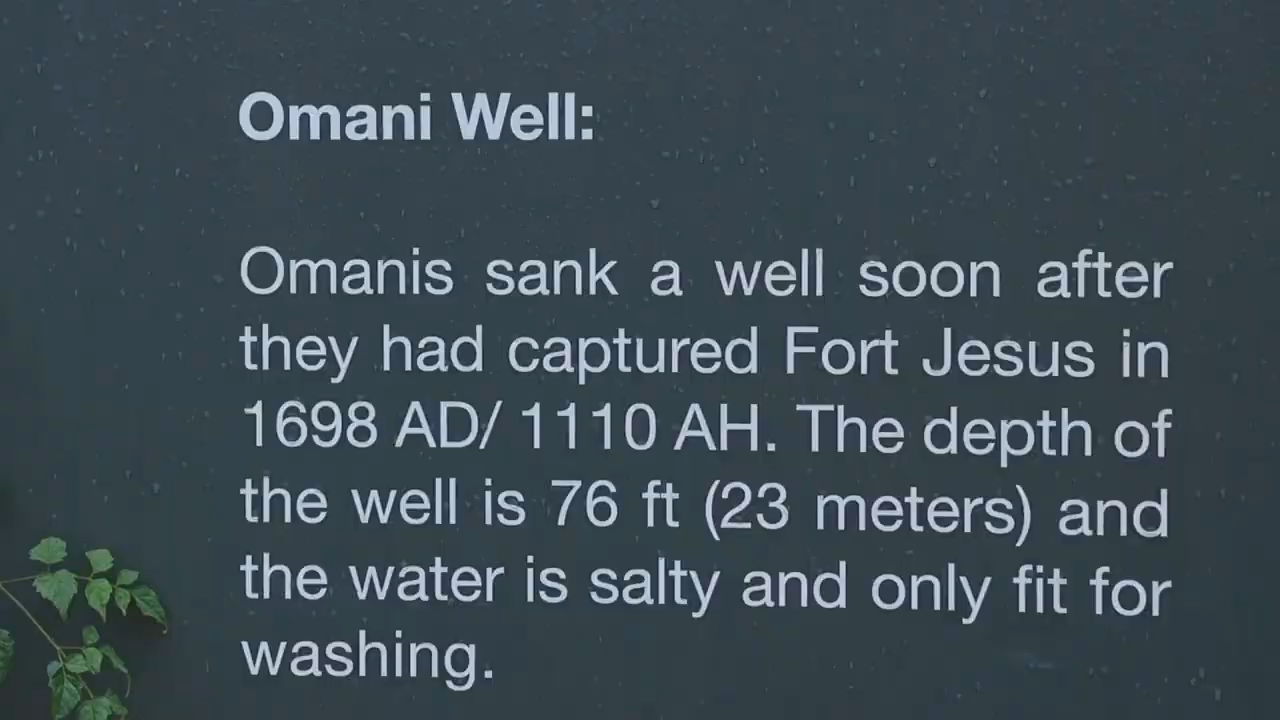 Omani Well:
Omanis sank a well soon after
they had captured Fort Jesus in
1698 AD/ 1110 AH. The depth of
the well is 76 ft (23 meters) and
the water is salty and only fit for
washing.